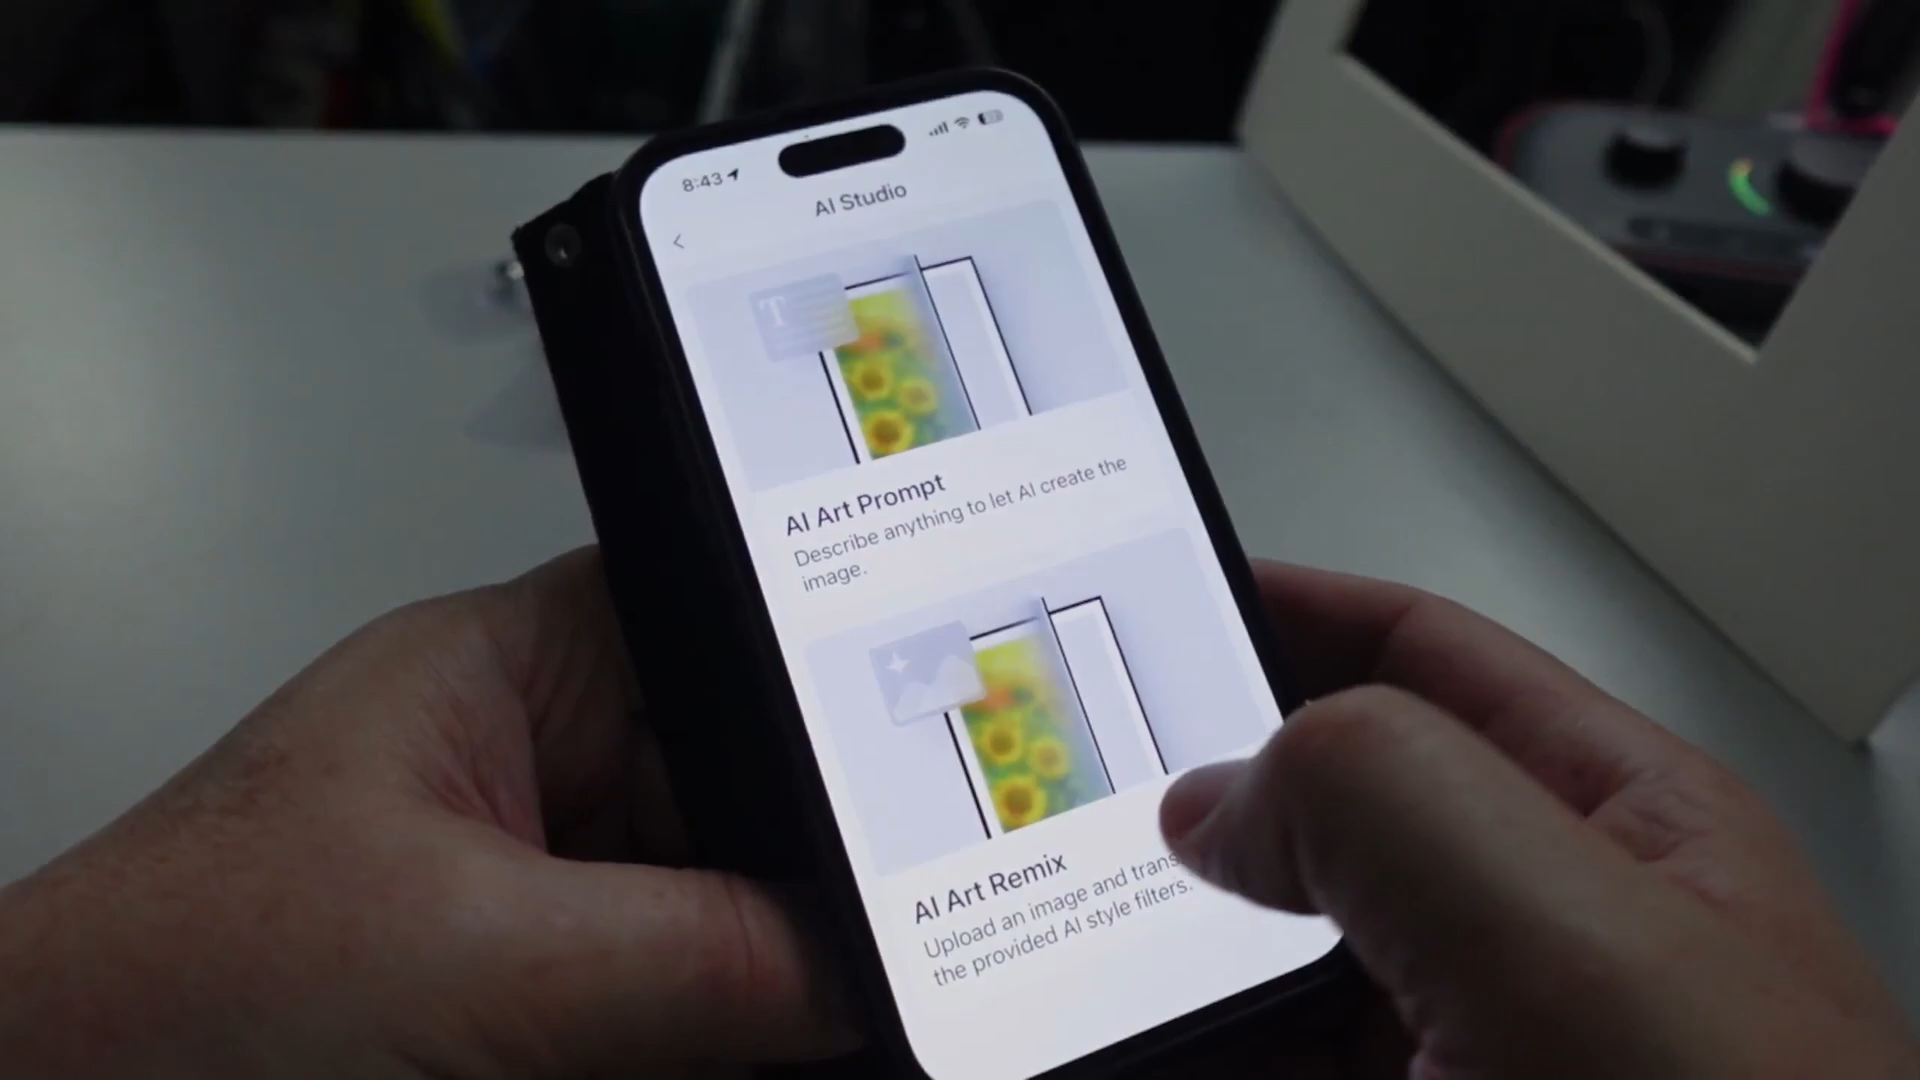 8:43
AI Studio
T
AI Art Prompt
Describe anything to let AI create the
image.
AI Art Remix
Upload an image and trans
the provided AI style filters.